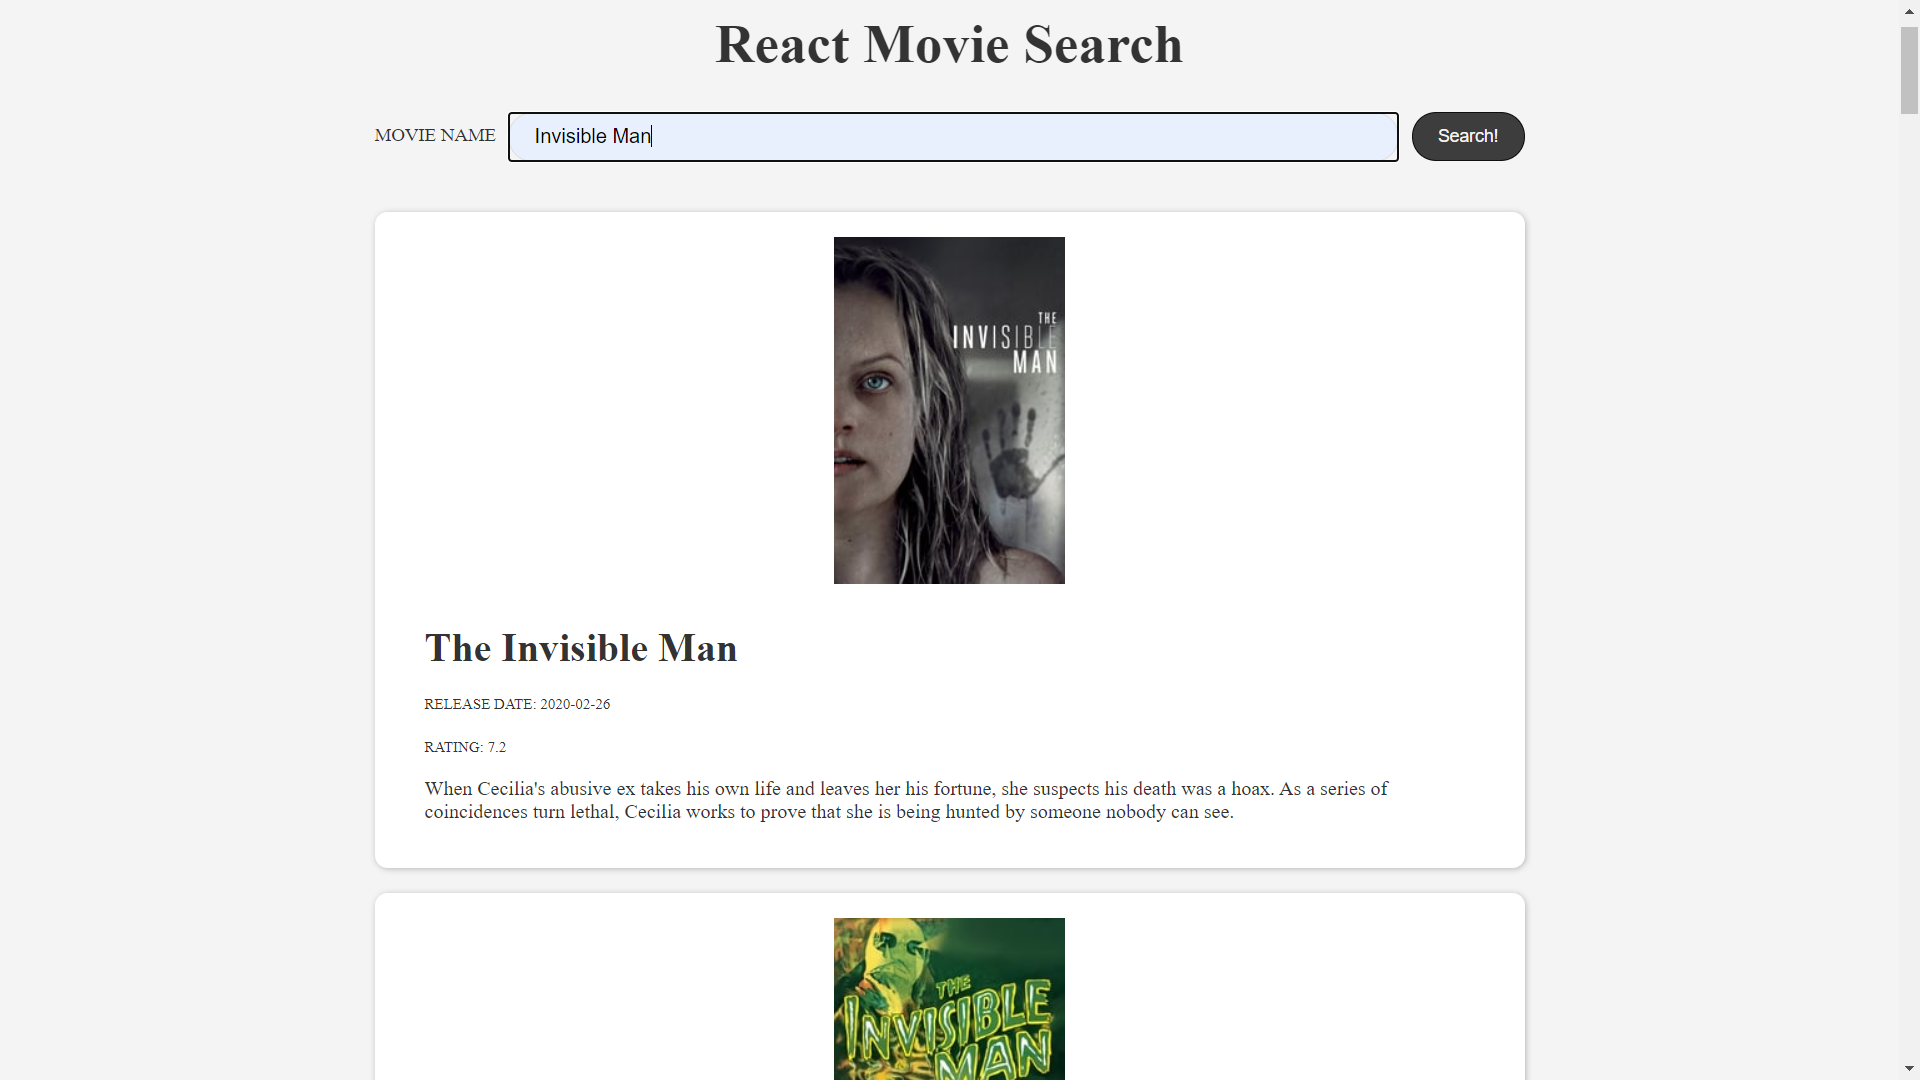 React Movie Search
MOVIE NAME
Invisible Man
Search!
THE
INVISIBLE
MAN
The Invisible Man
RELEASE DATE: 2020-02-26
RATING: 7.2
When Cecilia's abusive ex takes his own life and leaves her his fortune, she suspects his death was a hoax. As a series of
coincidences turn lethal, Cecilia works to prove that she is being hunted by someone nobody can see.
THE
INVISIBLE
MAN